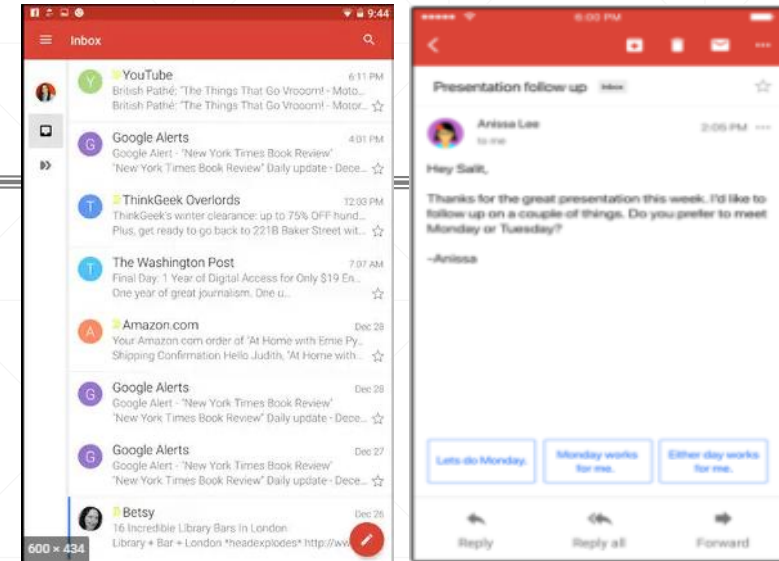 9:44
Inbox
YouTube
6:11 PM
British Pathé: "The Things That Go Vrooom! - Moto...
British Pathé: "The Things That Go Vrooom! - Motor...
Google Alerts
4:01 PM
Google Alert - "New York Times Book Review"
"New York Times Book Review" Daily update - Dece...
ThinkGeek Overlords
12:03 PM
ThinkGeek's winter clearance: up to 75% OFF hund...
Plus, get ready to go back to 221B Baker Street wit...
The Washington Post
7:07 AM
Final Day: 1 Year of Digital Access for Only $19 En...
One year of great journalism. One u...
Amazon.com
Dec 28
Your Amazon.com order of "At Home with Ernie Py...
Shipping Confirmation Hello Judith, "At Home with...
Google Alerts
Dec 28
Google Alert - "New York Times Book Review"
"New York Times Book Review" Daily update - Dece...
Google Alerts
Dec 27
Google Alert - "New York Times Book Review"
"New York Times Book Review" Daily update - Dece...
Betsy
Dec 26
16 Incredible Library Bars In London
Library + Bar + London *headexplodes* http://ww
600 × 434
6:00 PM
Presentation follow up Inbox
Anissa Lee
2:05 PM
to me
Hey Salit,
Thanks for the great presentation this week. I'd like to
follow up on a couple of things. Do you prefer to meet
Monday or Tuesday?
-Anissa
Lets do Monday.
Monday works
for me.
Either day works
for me.
Reply
Reply all
Forward